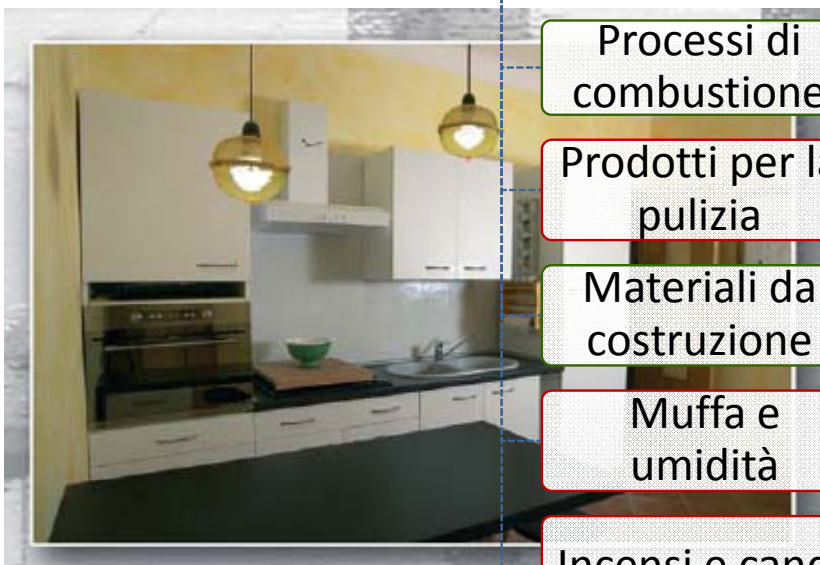 Processi di
combustione
Prodotti per la
pulizia
Materiali da
costruzione
Muffa e
umidità
Incensi e